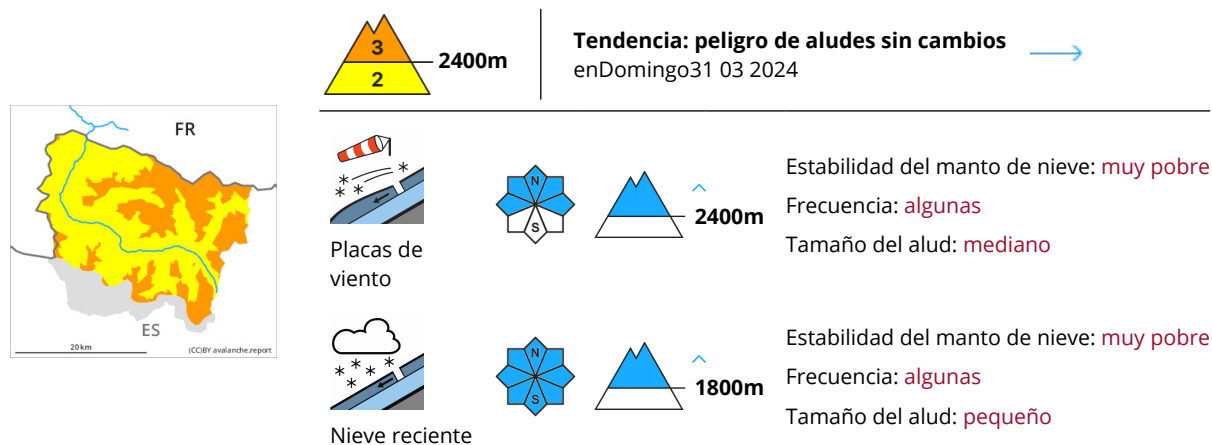 3
2
2400m
Tendencia: peligro de aludes sin cambios
enDomingo31 03 2024
FR
ES
20 km
(CC)BY avalanche.report
Placas de
viento
N
S
2400m
Estabilidad del manto de nieve: muy pobre
Frecuencia: algunas
Tamaño del alud: mediano
Nieve reciente
N
S
1800m
Estabilidad del manto de nieve: muy pobre
Frecuencia: algunas
Tamaño del alud: pequeño